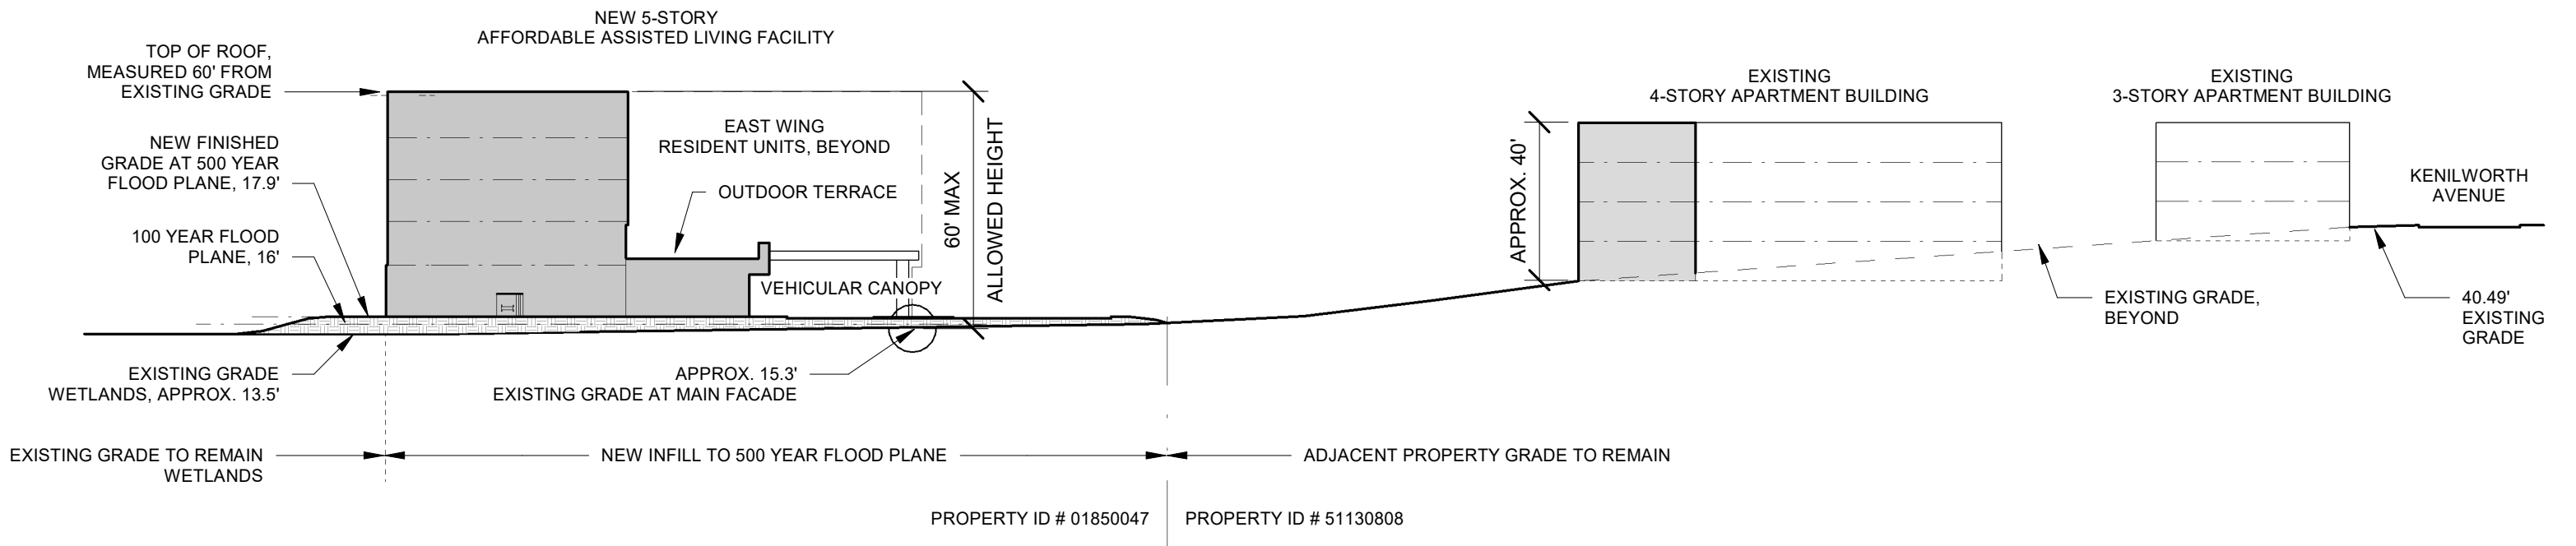 NEW 5-STORY
AFFORDABLE ASSISTED LIVING FACILITY
TOP OF ROOF,
MEASURED 60' FROM
EXISTING GRADE
NEW FINISHED
GRADE AT 500 YEAR
FLOOD PLANE, 17.9'
100 YEAR FLOOD
PLANE, 16'
EAST WING
RESIDENT UNITS, BEYOND
OUTDOOR TERRACE
VEHICULAR CANOPY
60' MAX
ALLOWED HEIGHT
EXISTING GRADE
WETLANDS, APPROX. 13.5'
APPROX. 15.3'
EXISTING GRADE AT MAIN FACADE
EXISTING
4-STORY APARTMENT BUILDING
APPROX. 40'
EXISTING
3-STORY APARTMENT BUILDING
KENILWORTH
AVENUE
EXISTING GRADE,
BEYOND
40.49'
EXISTING
GRADE
EXISTING GRADE TO REMAIN
WETLANDS
NEW INFILL TO 500 YEAR FLOOD PLANE
ADJACENT PROPERTY GRADE TO REMAIN
PROPERTY ID # 01850047
PROPERTY ID # 51130808